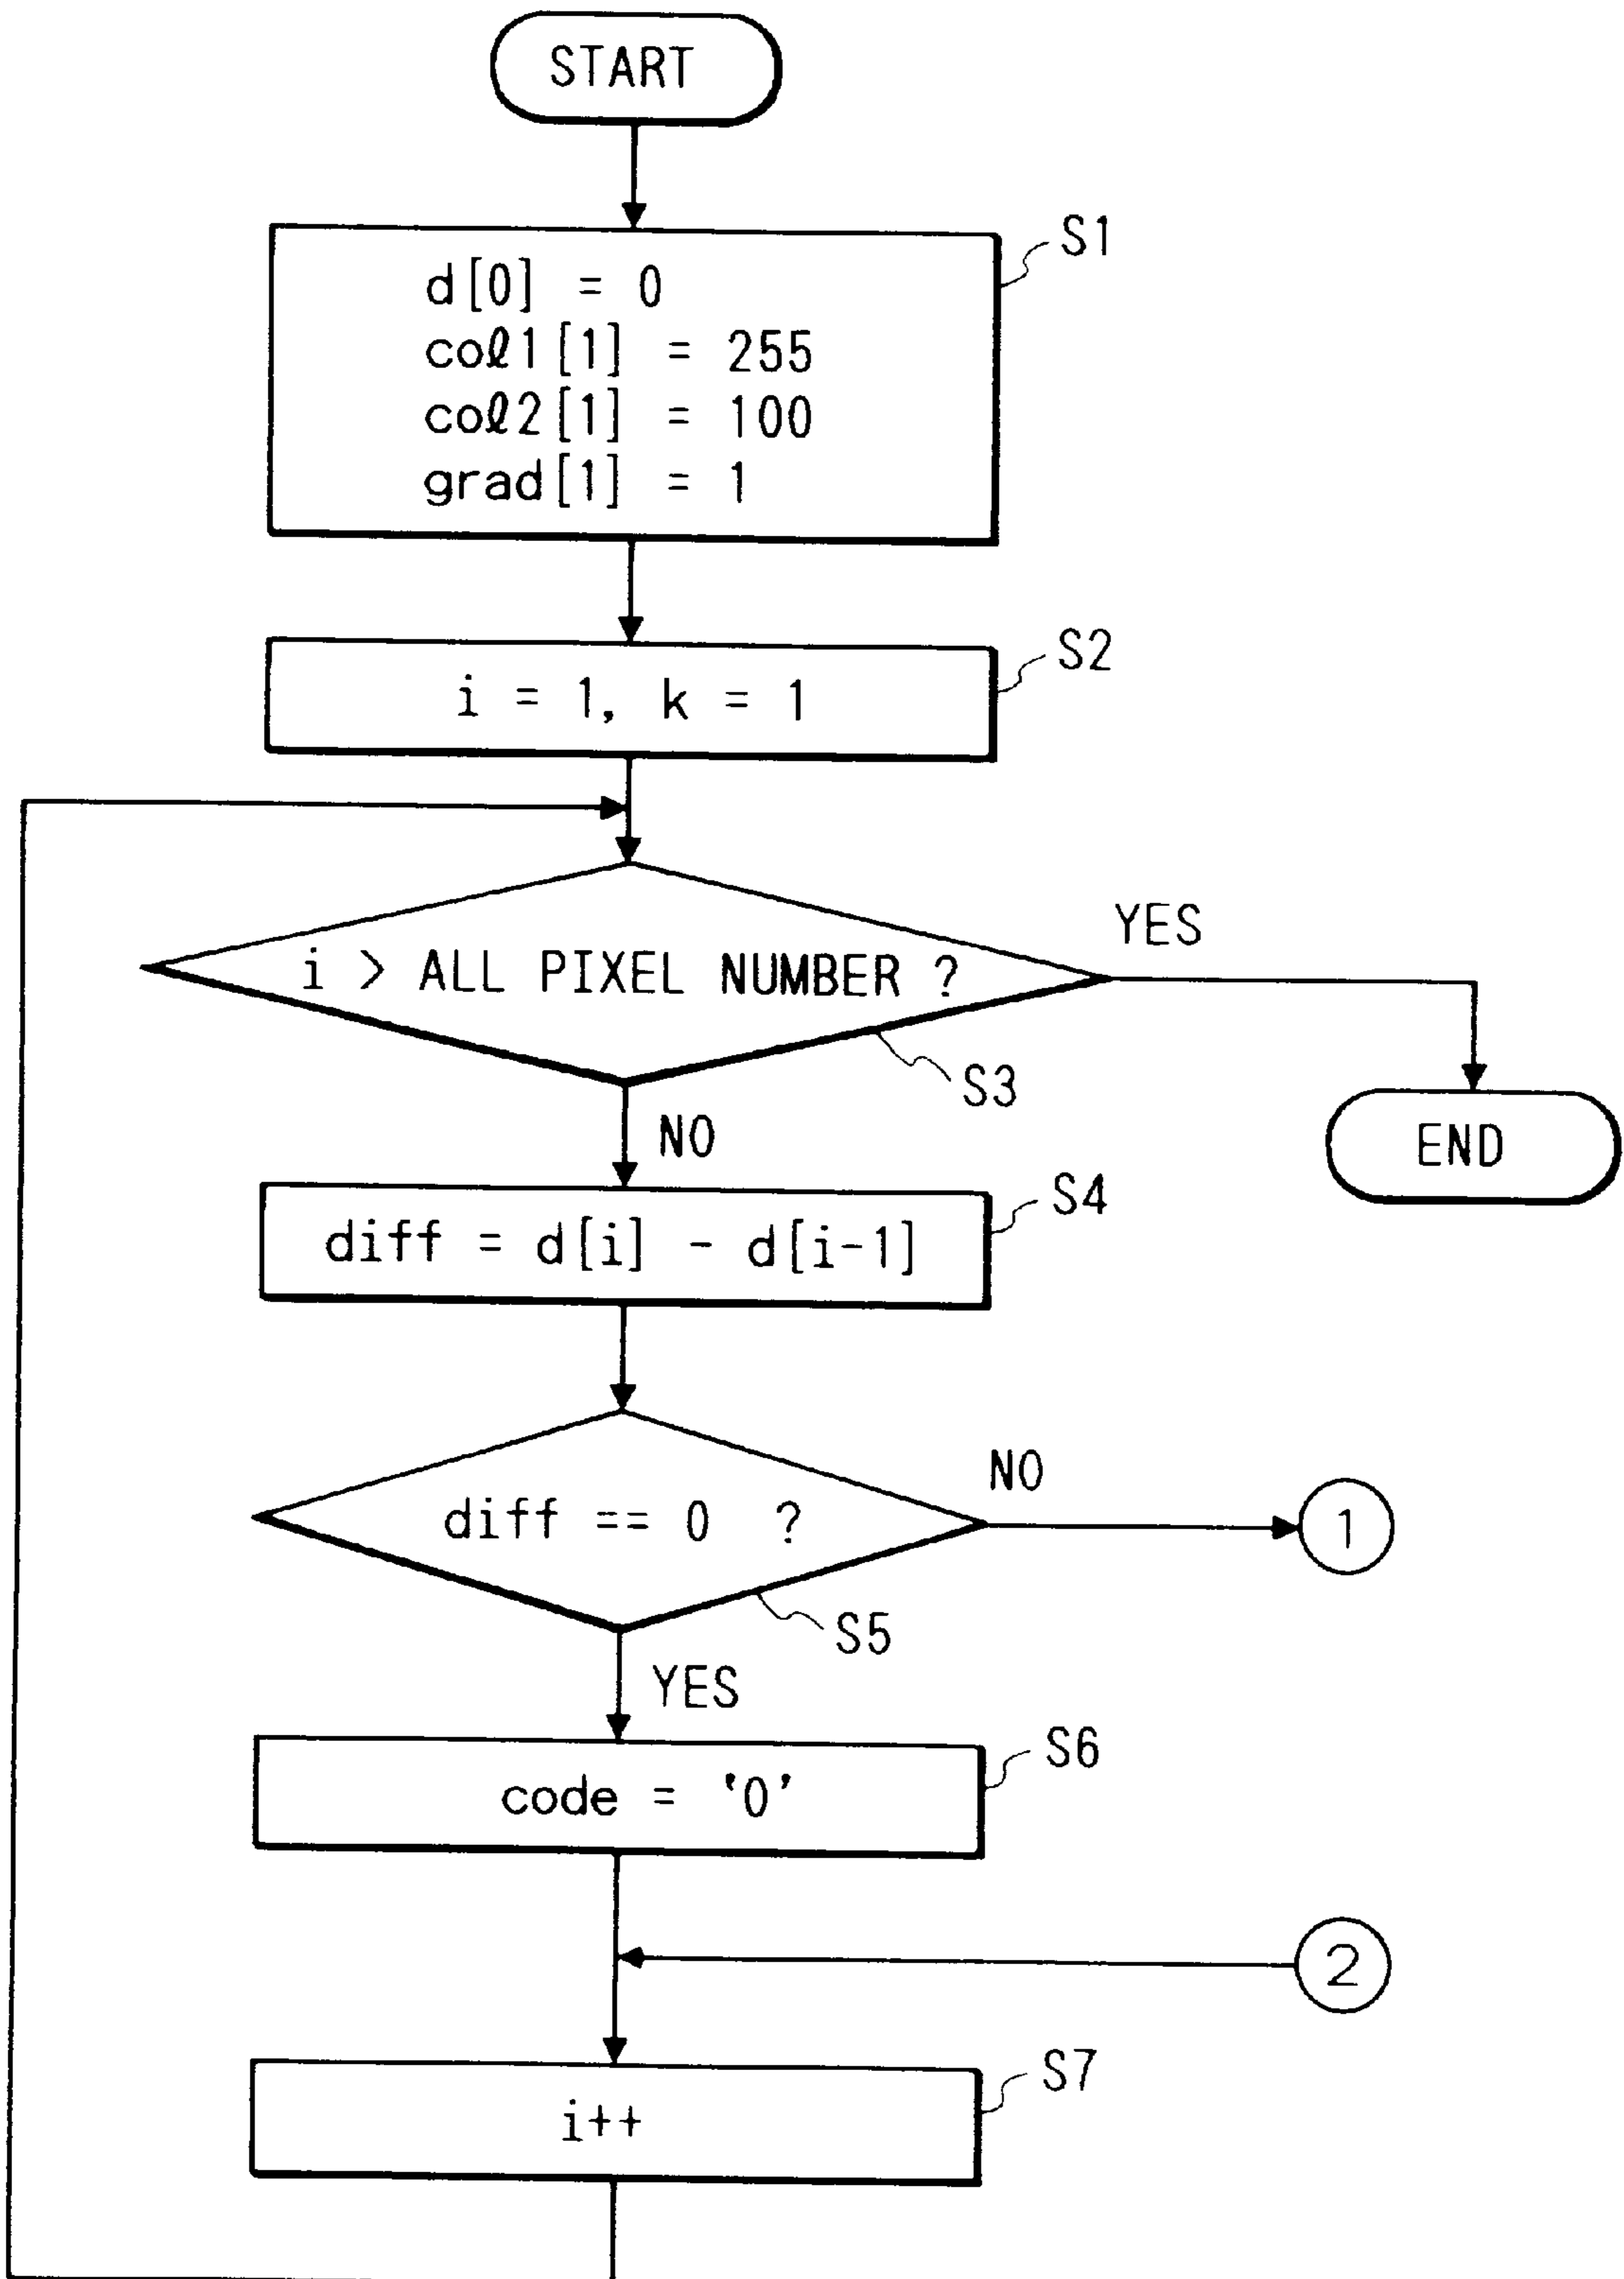 START
S1
d[0] = 0
col1[1] = 255
col2[1] = 100
grad[1] = 1
S2
i = 1, k = 1
YES
i > ALL PIXEL NUMBER ?
S3
NO
END
S4
diff = d[i] - d[i-1]
NO
diff == 0 ?
1
S5
YES
S6
code = '0'
2
S7
i++